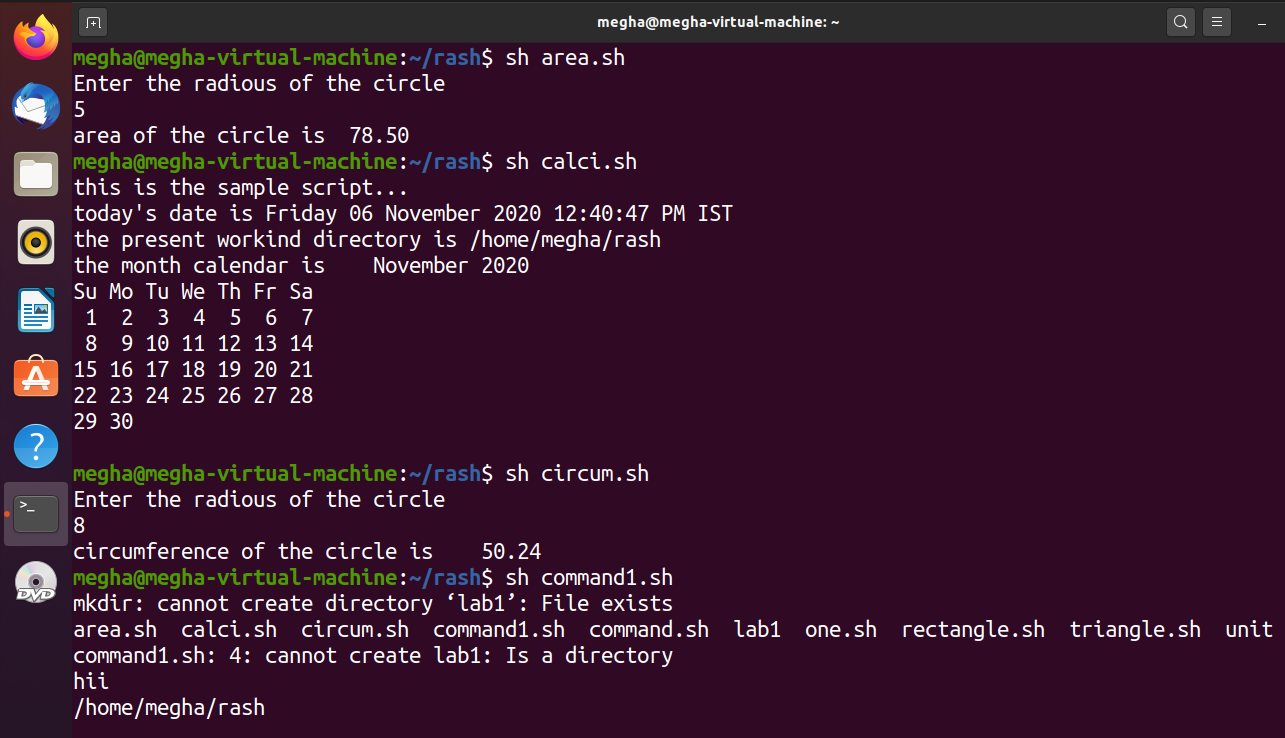 megha@megha-virtual-machine: ~
megha@megha-virtual-machine:~/rash$ sh area.sh
Enter the radious of the circle
5
area of the circle is  78.50
megha@megha-virtual-machine:~/rash$ sh calci.sh
this is the sample script...
today's date is Friday 06 November 2020 12:40:47 PM IST
the present workind directory is /home/megha/rash
the month calendar is    November 2020
Su Mo Tu We Th Fr Sa
 1  2  3  4  5  6  7
 8  9 10 11 12 13 14
15 16 17 18 19 20 21
22 23 24 25 26 27 28
29 30
megha@megha-virtual-machine:~/rash$ sh circum.sh
Enter the radious of the circle
8
circumference of the circle is    50.24
megha@megha-virtual-machine:~/rash$ sh command1.sh
mkdir: cannot create directory ‘lab1’: File exists
area.sh  calci.sh  circum.sh  command1.sh  command.sh  lab1  one.sh  rectangle.sh  triangle.sh  unit
command1.sh: 4: cannot create lab1: Is a directory
hii
/home/megha/rash
?
>_
DVD